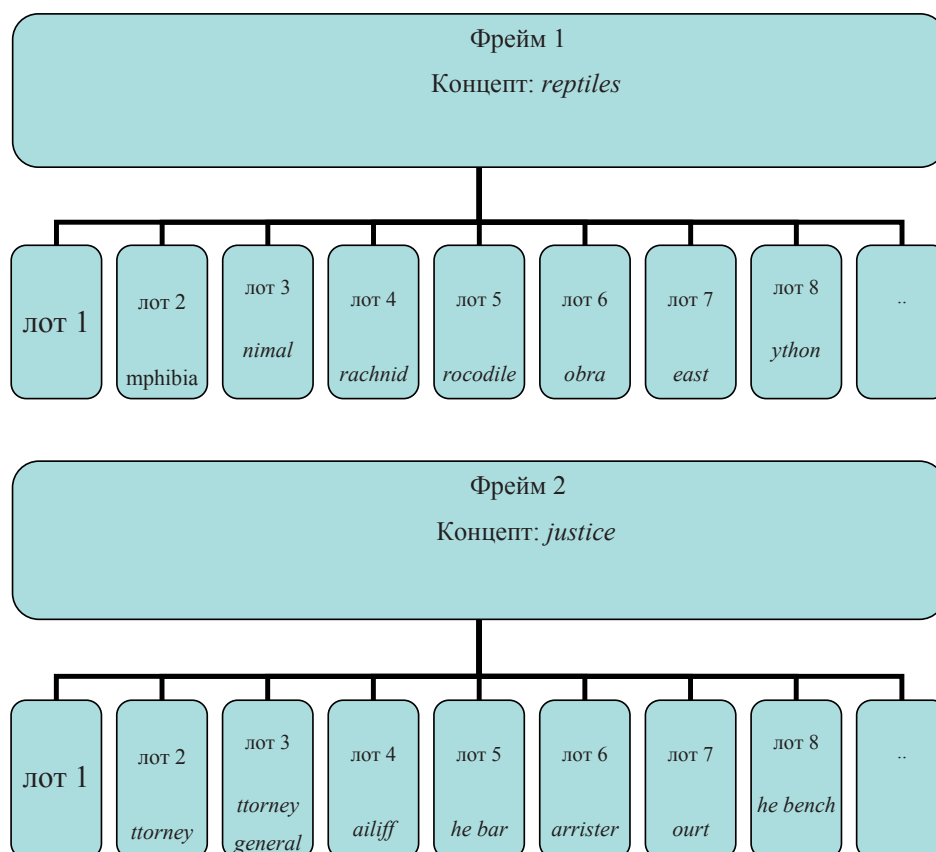 Фрейм 1
Концепт: reptiles
лот 1
лот 2
mphibia
лот 3
nimal
лот 4
rachnid
лот 5
rocodile
лот 6
obra
лот 7
east
лот 8
ython
..
Фрейм 2
Концепт: justice
лот 1
лот 2
ttorney
лот 3
ttorney
general
лот 4
ailiff
лот 5
he bar
лот 6
arrister
лот 7
ourt
лот 8
he bench
..